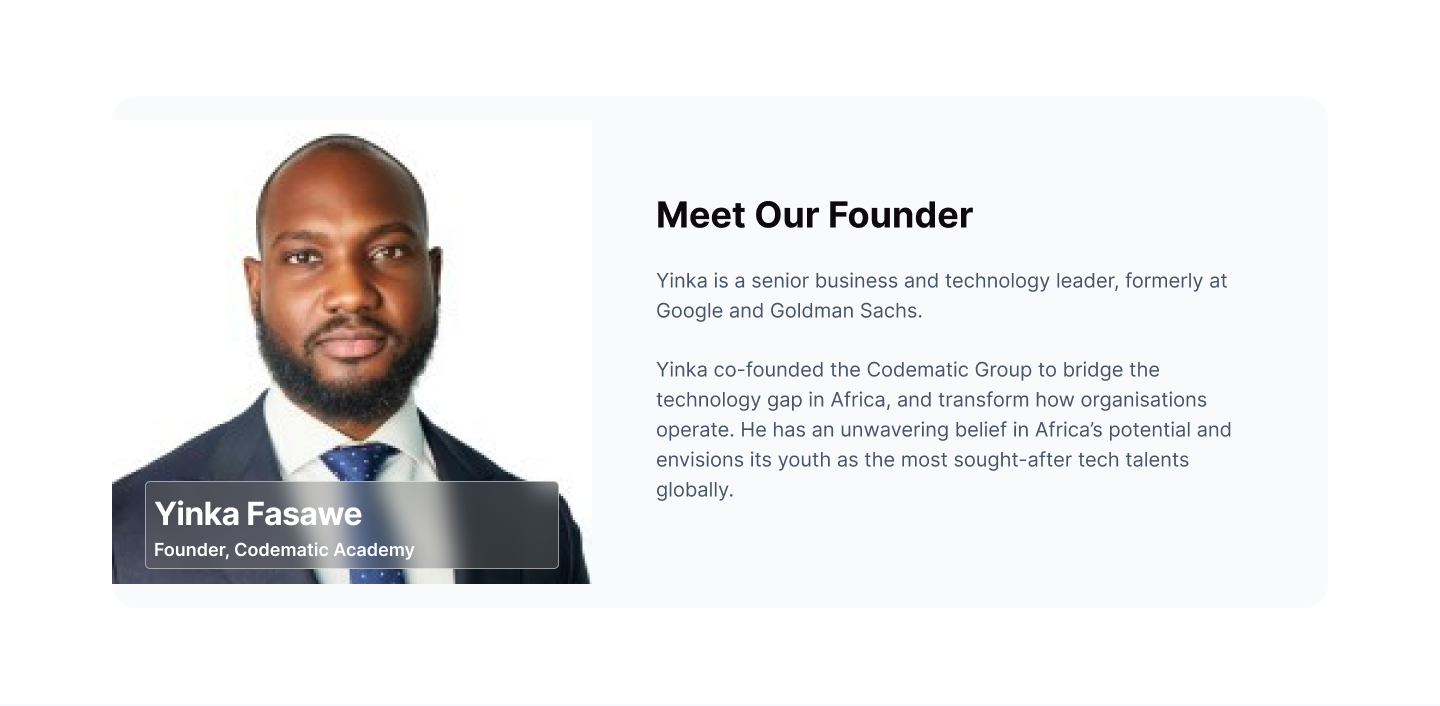 Meet Our Founder
Yinka is a senior business and technology leader, formerly at
Google and Goldman Sachs.
Yinka co-founded the Codematic Group to bridge the
technology gap in Africa, and transform how organisations
operate. He has an unwavering belief in Africa’s potential and
envisions its youth as the most sought-after tech talents
globally.
Yinka Fasawe
Founder, Codematic Academy